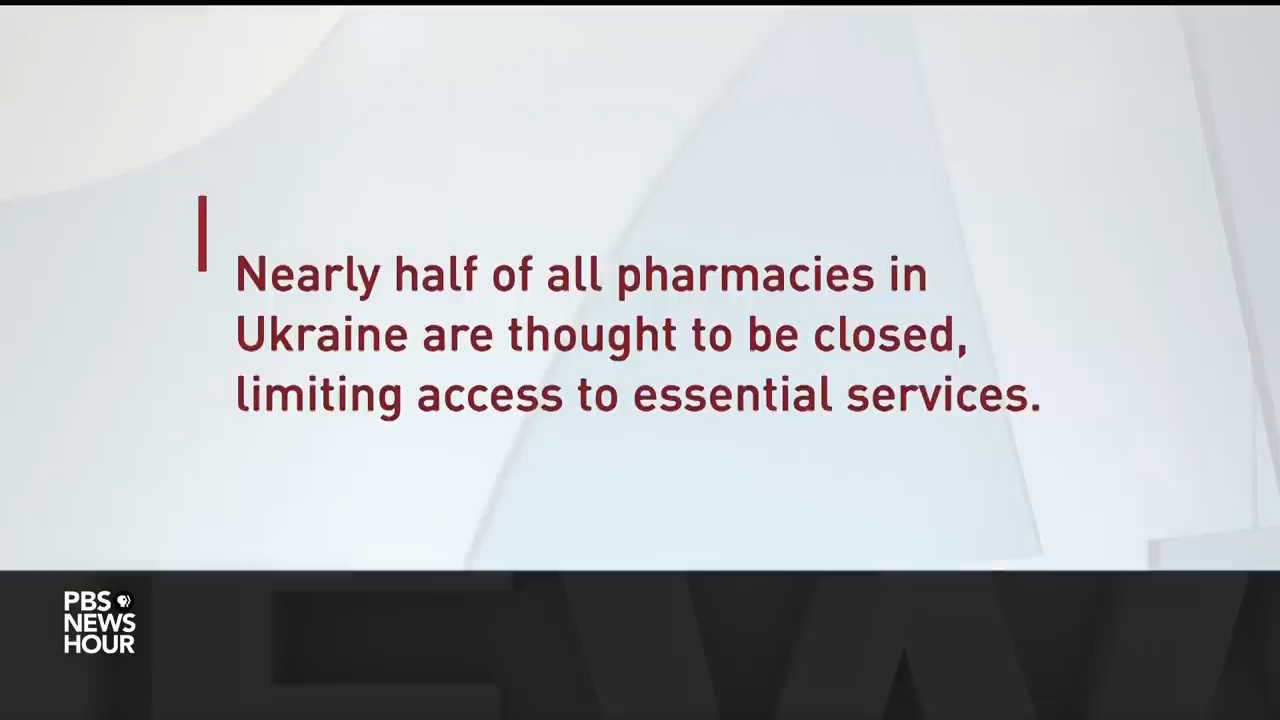 Nearly half of all pharmacies in
Ukraine are thought to be closed,
limiting access to essential services.
PBS
NEWS
HOUR